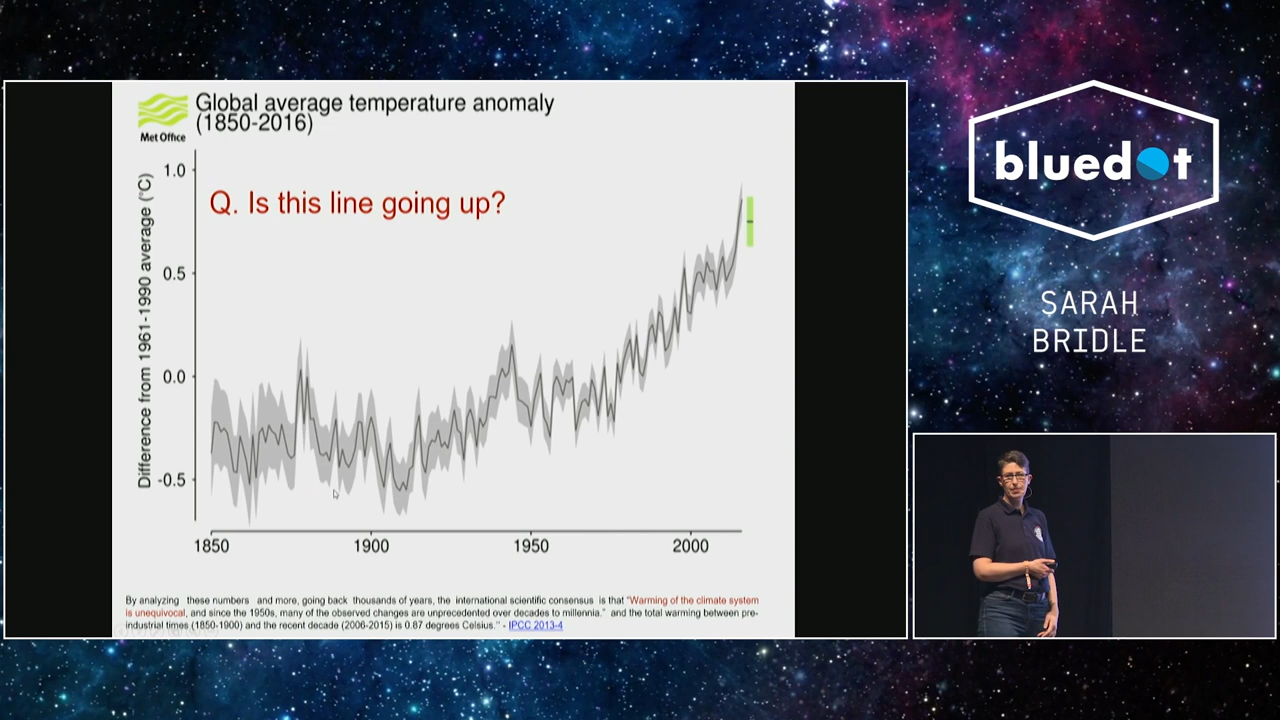 Met Office
Global average temperature anomaly
(1850-2016)
Difference from 1961-1990 average (°C)
1.0
0.5
0.0
-0.5
Q. Is this line going up?
1850
1900
1950
2000
By analyzing these numbers and more, going back thousands of years, the international scientific consensus is that “Warming of the climate system
is unequivocal, and since the 1950s, many of the observed changes are unprecedented over decades to millennia.” and the total warming between pre-
industrial times (1850-1900) and the recent decade (2006-2015) is 0.87 degrees Celsius.” - IPCC 2013-4
bluedot
SARAH
BRIDLE